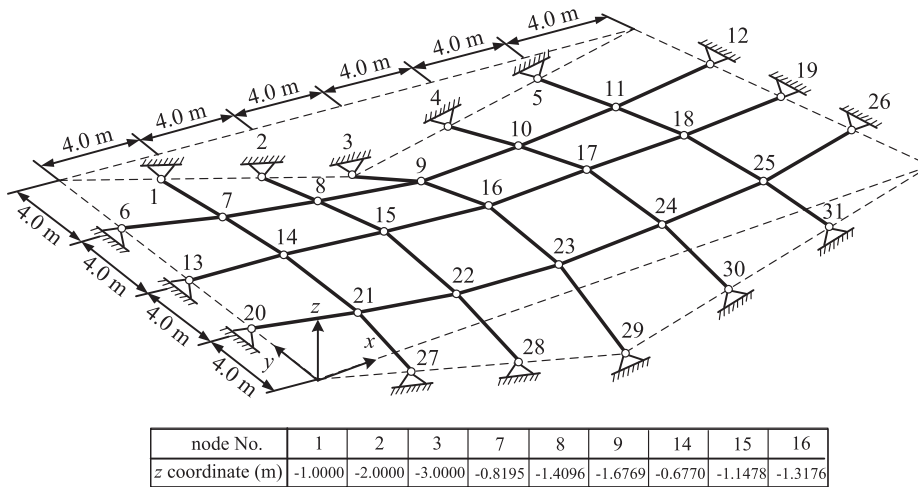 4.0 m 4.0 m 4.0 m 4.0 m 4.0 m 4.0 m
4.0 m 4.0 m 4.0 m 4.0 m
1 2 3 4 5
6 7 8 9 10 11 12
13 14 15 16 17 18 19
20 21 22 23 24 25 26
27 28 29 30 31
z
x
y
node No. 1 2 3 7 8 9 14 15 16
z coordinate (m) -1.0000 -2.0000 -3.0000 -0.8195 -1.4096 -1.6769 -0.6770 -1.1478 -1.3176